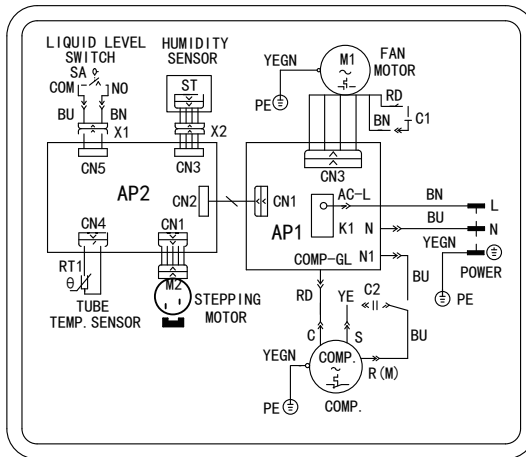 LIQUID LEVEL
SWITCH
SA
COM
NO
BU
BN
X1
CN5
HUMIDITY
SENSOR
ST
X2
CN3
AP2
CN2
CN4
CN1
RT1
θ
TUBE
TEMP. SENSOR
M2
STEPPING
MOTOR
YEGN
PE
M1
FAN
MOTOR
RD
BN
C1
CN3
CN1
AP1
AC-L
K1
N
N1
COMP-GL
BN
L
BU
N
YEGN
POWER
PE
BU
RD
YE
C2
BU
C
S
R(M)
YEGN
PE
COMP.
COMP.